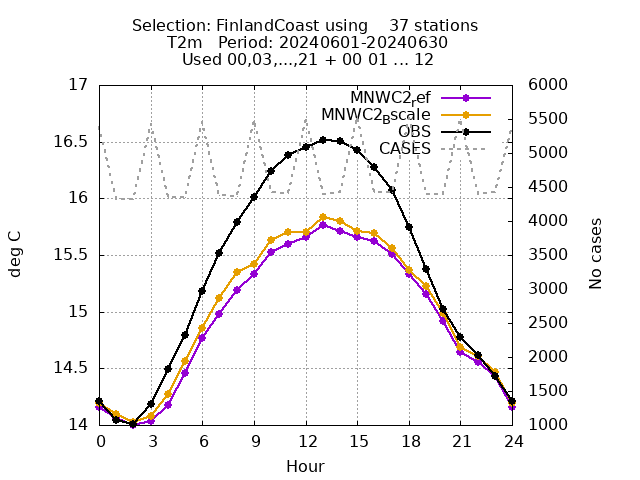 Selection: FinlandCoast using    37 stations
T2m   Period: 20240601-20240630
Used 00,03,...,21 + 00 01 ... 12
MNWC2_ref
MNWC2_Bscale
OBS
CASES
17
16.5
16
15.5
15
14.5
14
6000
5500
5000
4500
4000
3500
3000
2500
2000
1500
1000
0 3 6 9 12 15 18 21 24
deg C
No cases
Hour